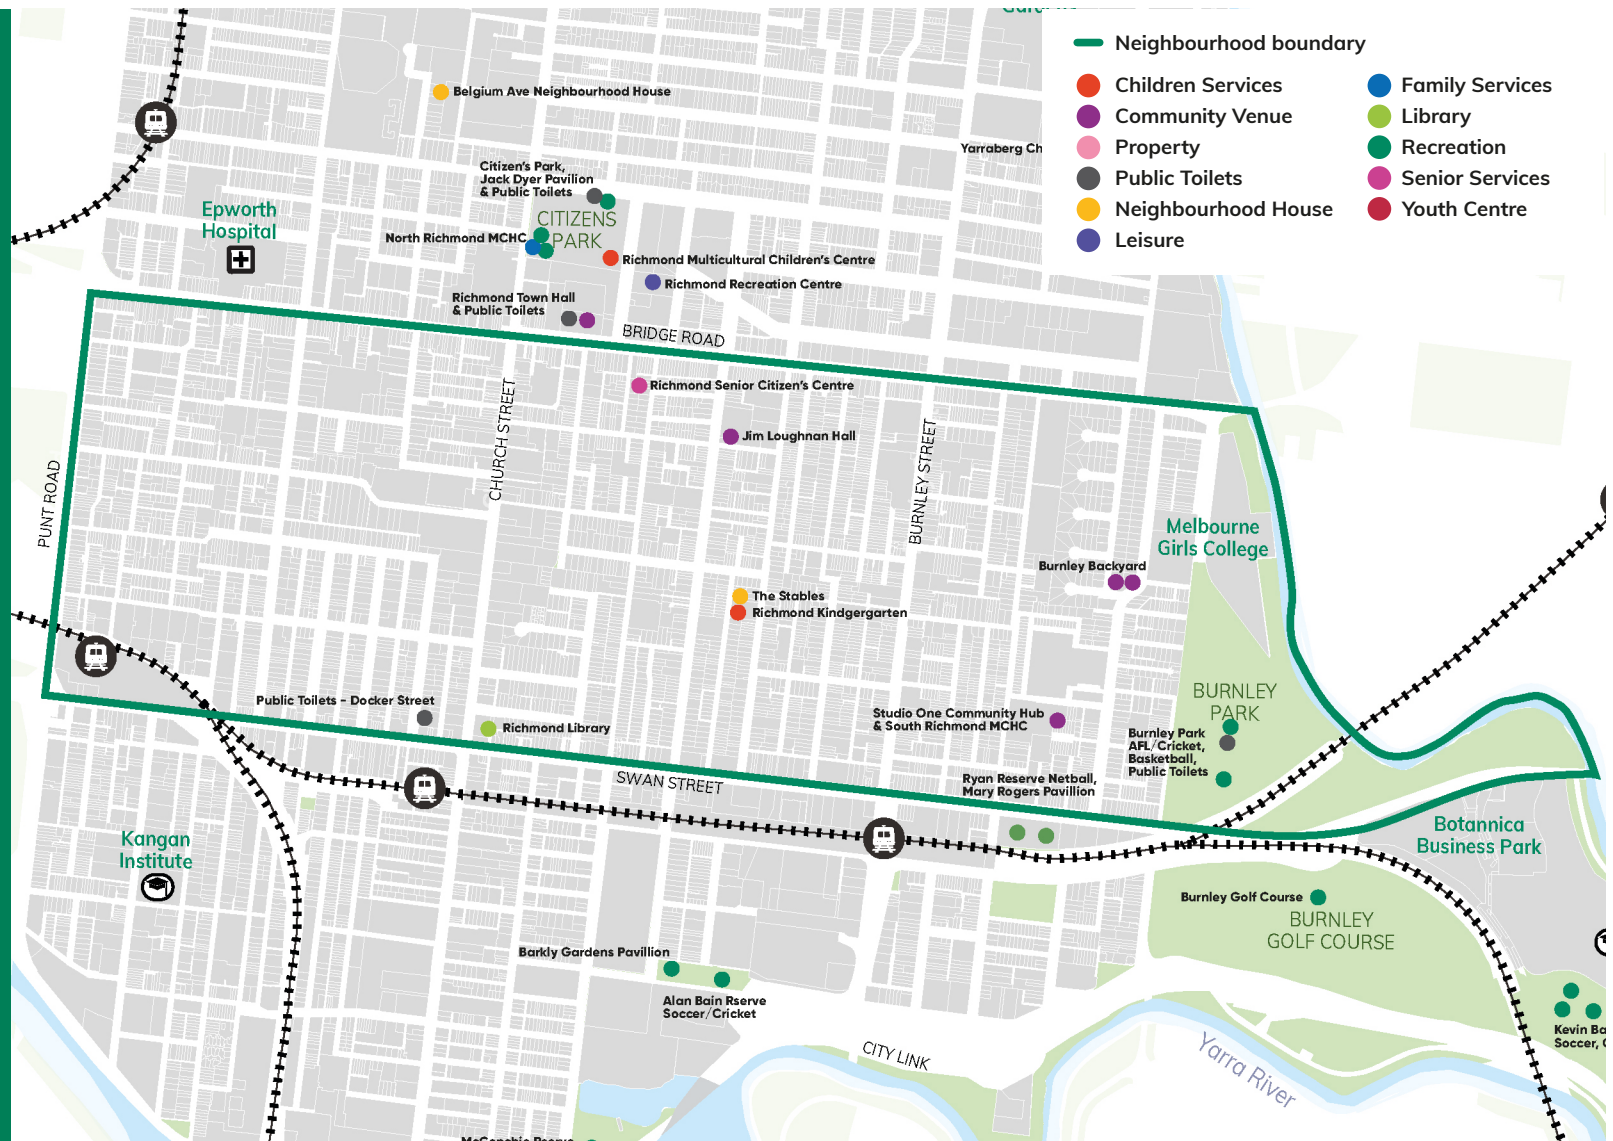 Neighbourhood boundary
Children Services
Community Venue
Property
Public Toilets
Neighbourhood House
Leisure
Family Services
Library
Recreation
Senior Services
Youth Centre
Belgium Ave Neighbourhood House
Yarraberg Ch
Citizen's Park,
Jack Dyer Pavilion
& Public Toilets
CITIZENS
PARK
Epworth
Hospital
North Richmond MCHC
Richmond Multicultural Children's Centre
Richmond Recreation Centre
Richmond Town Hall
& Public Toilets
BRIDGE ROAD
Richmond Senior Citizen's Centre
CHURCH STREET
Jim Loughnan Hall
BURNLEY STREET
PUNT ROAD
Melbourne
Girls College
Burnley Backyard
The Stables
Richmond Kindgergarten
Public Toilets - Docker Street
Richmond Library
Studio One Community Hub
& South Richmond MCHC
BURNLEY
PARK
Burnley Park
AFL/Cricket,
Basketball,
Public Toilets
SWAN STREET
Ryan Reserve Netball,
Mary Rogers Pavillion
Kangan
Institute
Botannica
Business Park
Burnley Golf Course
BURNLEY
GOLF COURSE
Barkly Gardens Pavillion
Alan Bain Rserve
Soccer/Cricket
Kevin Ba
Soccer, C
CITY LINK
Yarra River